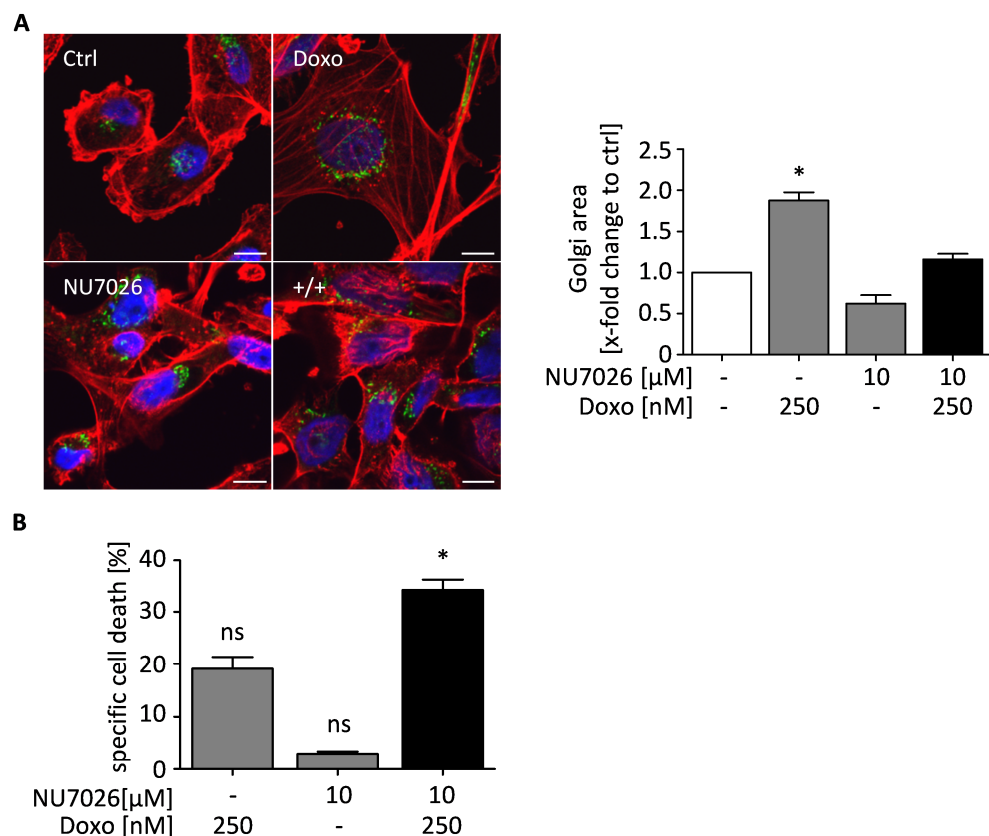 A
Ctrl
Doxo
NU7026
+/+
Golgi area
[x-fold change to ctrl]
2.5
2.0
1.5
1.0
0.5
0
*
NU7026 [µM] - - 10 10
Doxo [nM] - 250 - 250
B
specific cell death [%]
40
30
20
10
0
ns
ns
*
NU7026[µM] - 10 10
Doxo [nM] 250 - 250